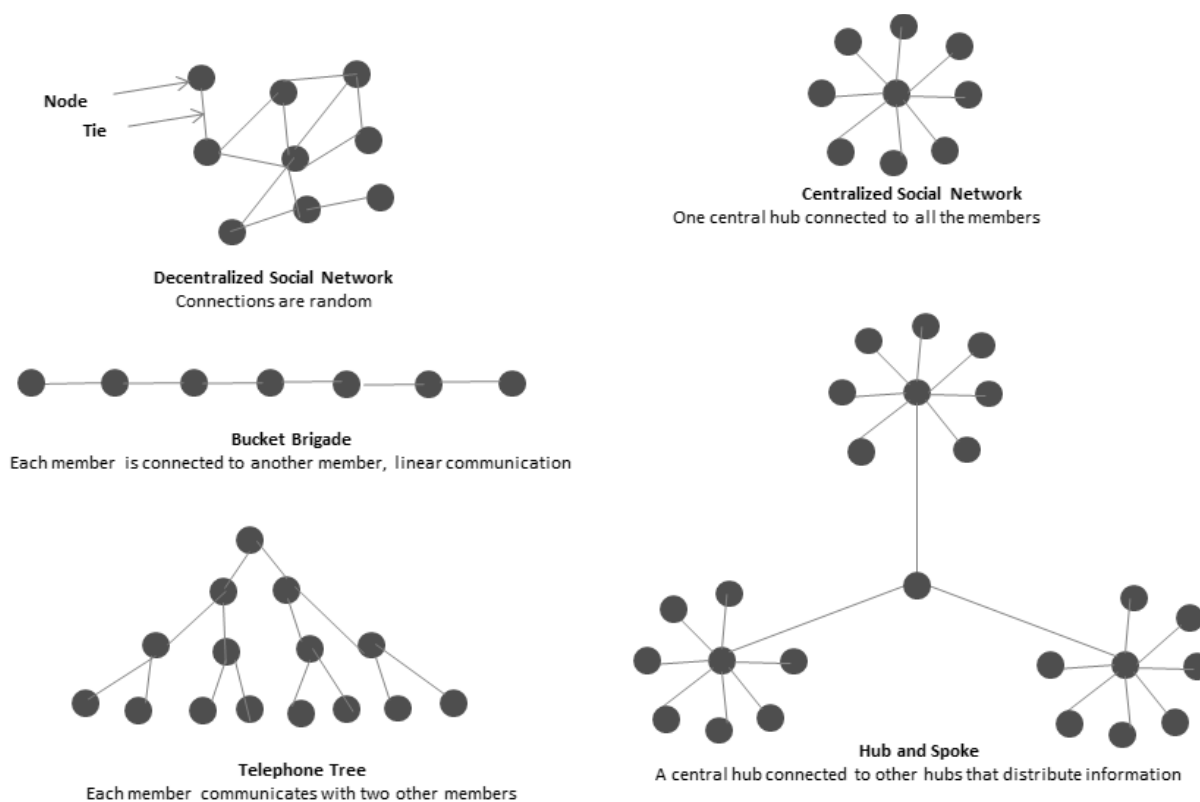 Node
Tie
Decentralized Social Network
Connections are random
Centralized Social Network
One central hub connected to all the members
Bucket Brigade
Each member is connected to another member, linear communication
Telephone Tree
Each member communicates with two other members
Hub and Spoke
A central hub connected to other hubs that distribute information